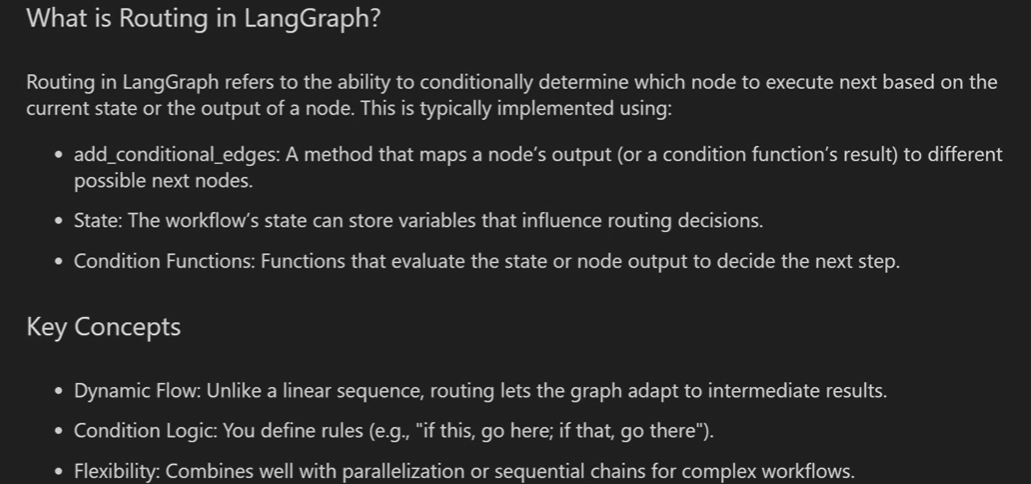 What is Routing in LangGraph?
Routing in LangGraph refers to the ability to conditionally determine which node to execute next based on the
current state or the output of a node. This is typically implemented using:
• add_conditional_edges: A method that maps a node’s output (or a condition function’s result) to different
possible next nodes.
• State: The workflow’s state can store variables that influence routing decisions.
• Condition Functions: Functions that evaluate the state or node output to decide the next step.
Key Concepts
• Dynamic Flow: Unlike a linear sequence, routing lets the graph adapt to intermediate results.
• Condition Logic: You define rules (e.g., "if this, go here; if that, go there").
• Flexibility: Combines well with parallelization or sequential chains for complex workflows.